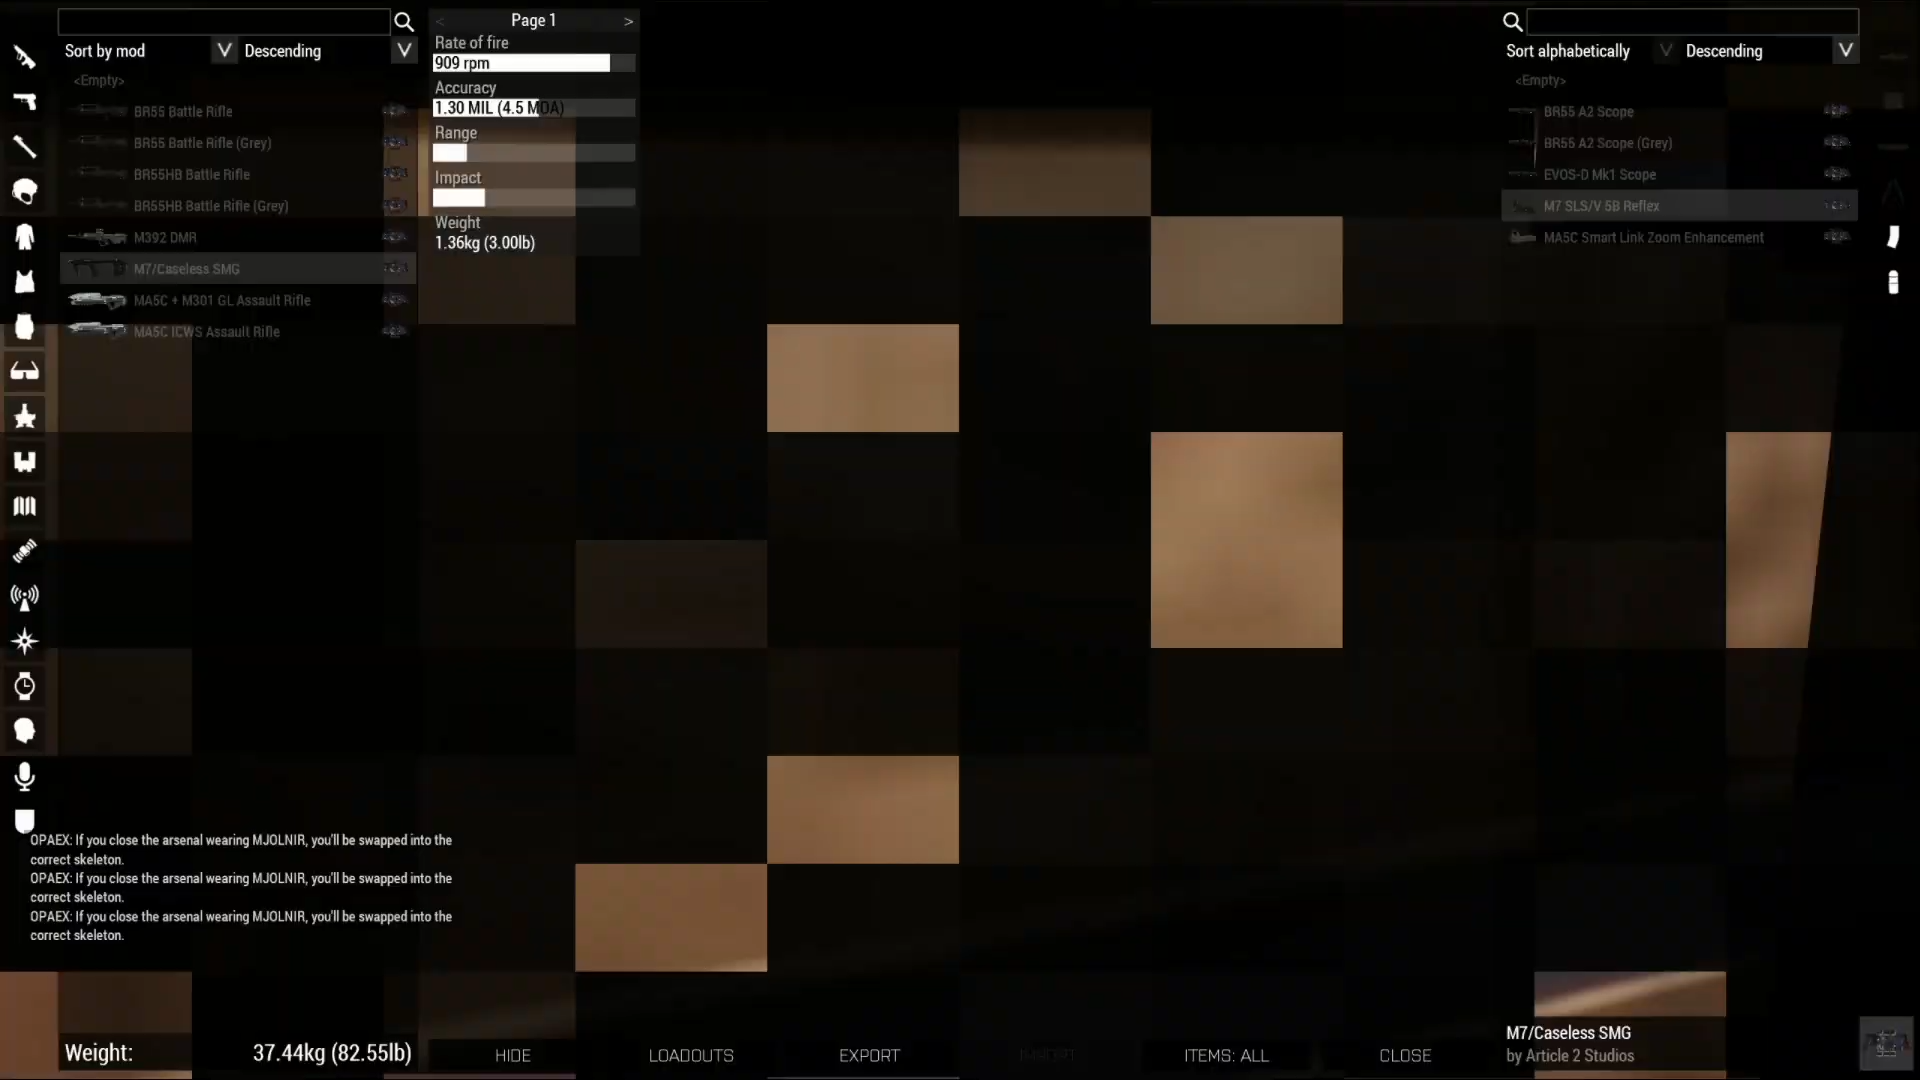 Sort by mod
Descending
<Empty>
BR55 Battle Rifle
BR55 Battle Rifle (Grey)
BR55HB Battle Rifle
BR55HB Battle Rifle (Grey)
M392 DMR
M7/Caseless SMG
MA5C + M301 GL Assault Rifle
MA5C ICWS Assault Rifle
< Page 1 >
Rate of fire
909 rpm
Accuracy
1.30 MIL (4.5 MOA)
Range
Impact
Weight
1.36kg (3.00lb)
Sort alphabetically
Descending
<Empty>
BR55 A2 Scope
BR55 A2 Scope (Grey)
EVOS-D Mk1 Scope
M7 SLS/V 5B Reflex
MA5C Smart Link Zoom Enhancement
OPAEX: If you close the arsenal wearing MJOLNIR, you'll be swapped into the
correct skeleton.
OPAEX: If you close the arsenal wearing MJOLNIR, you'll be swapped into the
correct skeleton.
OPAEX: If you close the arsenal wearing MJOLNIR, you'll be swapped into the
correct skeleton.
Weight: 37.44kg (82.55lb)
HIDE
LOADOUTS
EXPORT
IMPORT
ITEMS: ALL
CLOSE
M7/Caseless SMG
by Article 2 Studios